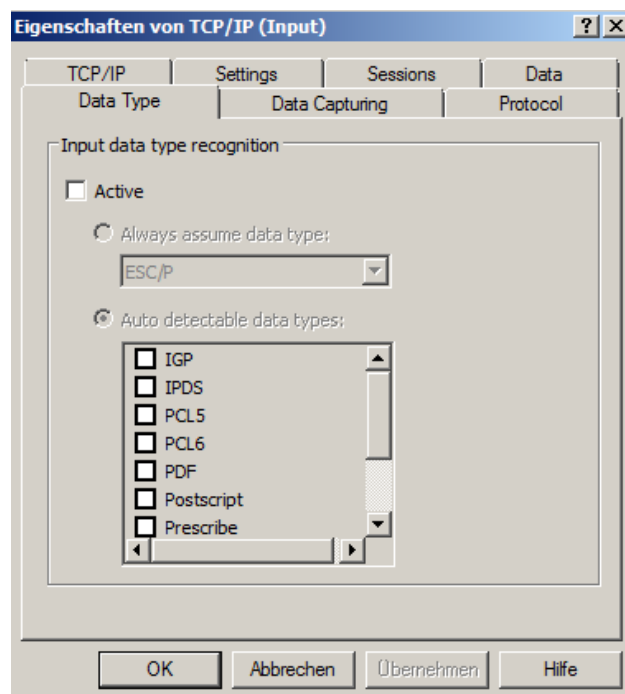 Eigenschaften von TCP/IP (Input)
TCP/IP Settings Sessions Data
Data Type Data Capturing Protocol
Input data type recognition
Active
Always assume data type:
ESC/P
Auto detectable data types:
IGP
IPDS
PCL5
PCL6
PDF
Postscript
Prescribe
OK Abbrechen Übernehmen Hilfe